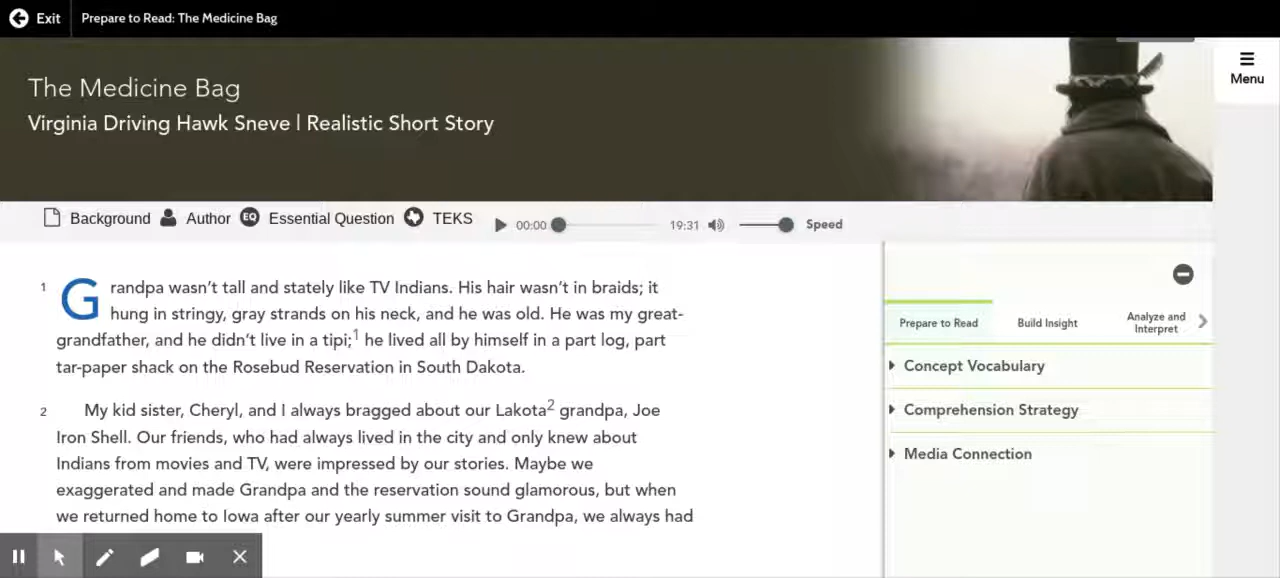 Exit Prepare to Read: The Medicine Bag
The Medicine Bag
Virginia Driving Hawk Sneve | Realistic Short Story
Menu
Background Author EQ Essential Question TEKS 00:00 19:31 Speed
1 Grandpa wasn't tall and stately like TV Indians. His hair wasn't in braids; it
hung in stringy, gray strands on his neck, and he was old. He was my great-
grandfather, and he didn't live in a tipi;1 he lived all by himself in a part log, part
tar-paper shack on the Rosebud Reservation in South Dakota.
2 My kid sister, Cheryl, and I always bragged about our Lakota2 grandpa, Joe
Iron Shell. Our friends, who had always lived in the city and only knew about
Indians from movies and TV, were impressed by our stories. Maybe we
exaggerated and made Grandpa and the reservation sound glamorous, but when
we returned home to Iowa after our yearly summer visit to Grandpa, we always had
Prepare to Read Build Insight Analyze and
Interpret
Concept Vocabulary
Comprehension Strategy
Media Connection